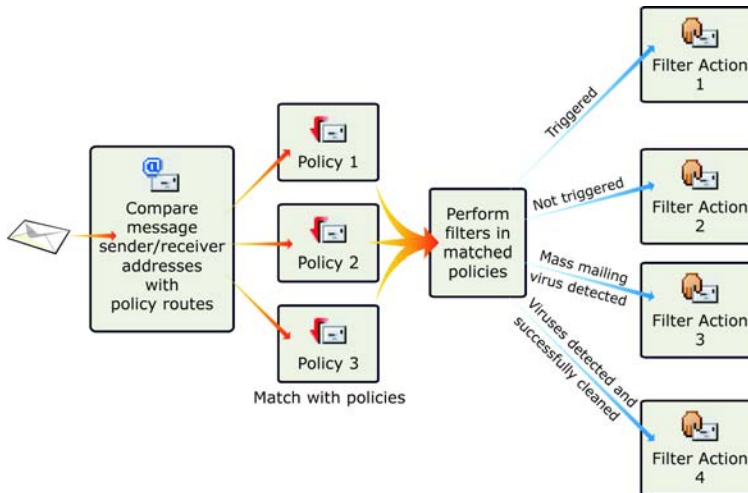 Compare
message
sender/receiver
addresses
with
policy routes
Policy 1
Policy 2
Policy 3
Match with policies
Perform
filters in
matched
policies
Triggered
Not triggered
Mass mailing
virus detected
Viruses detected and
successfully cleaned
Filter Action
1
Filter Action
2
Filter Action
3
Filter Action
4